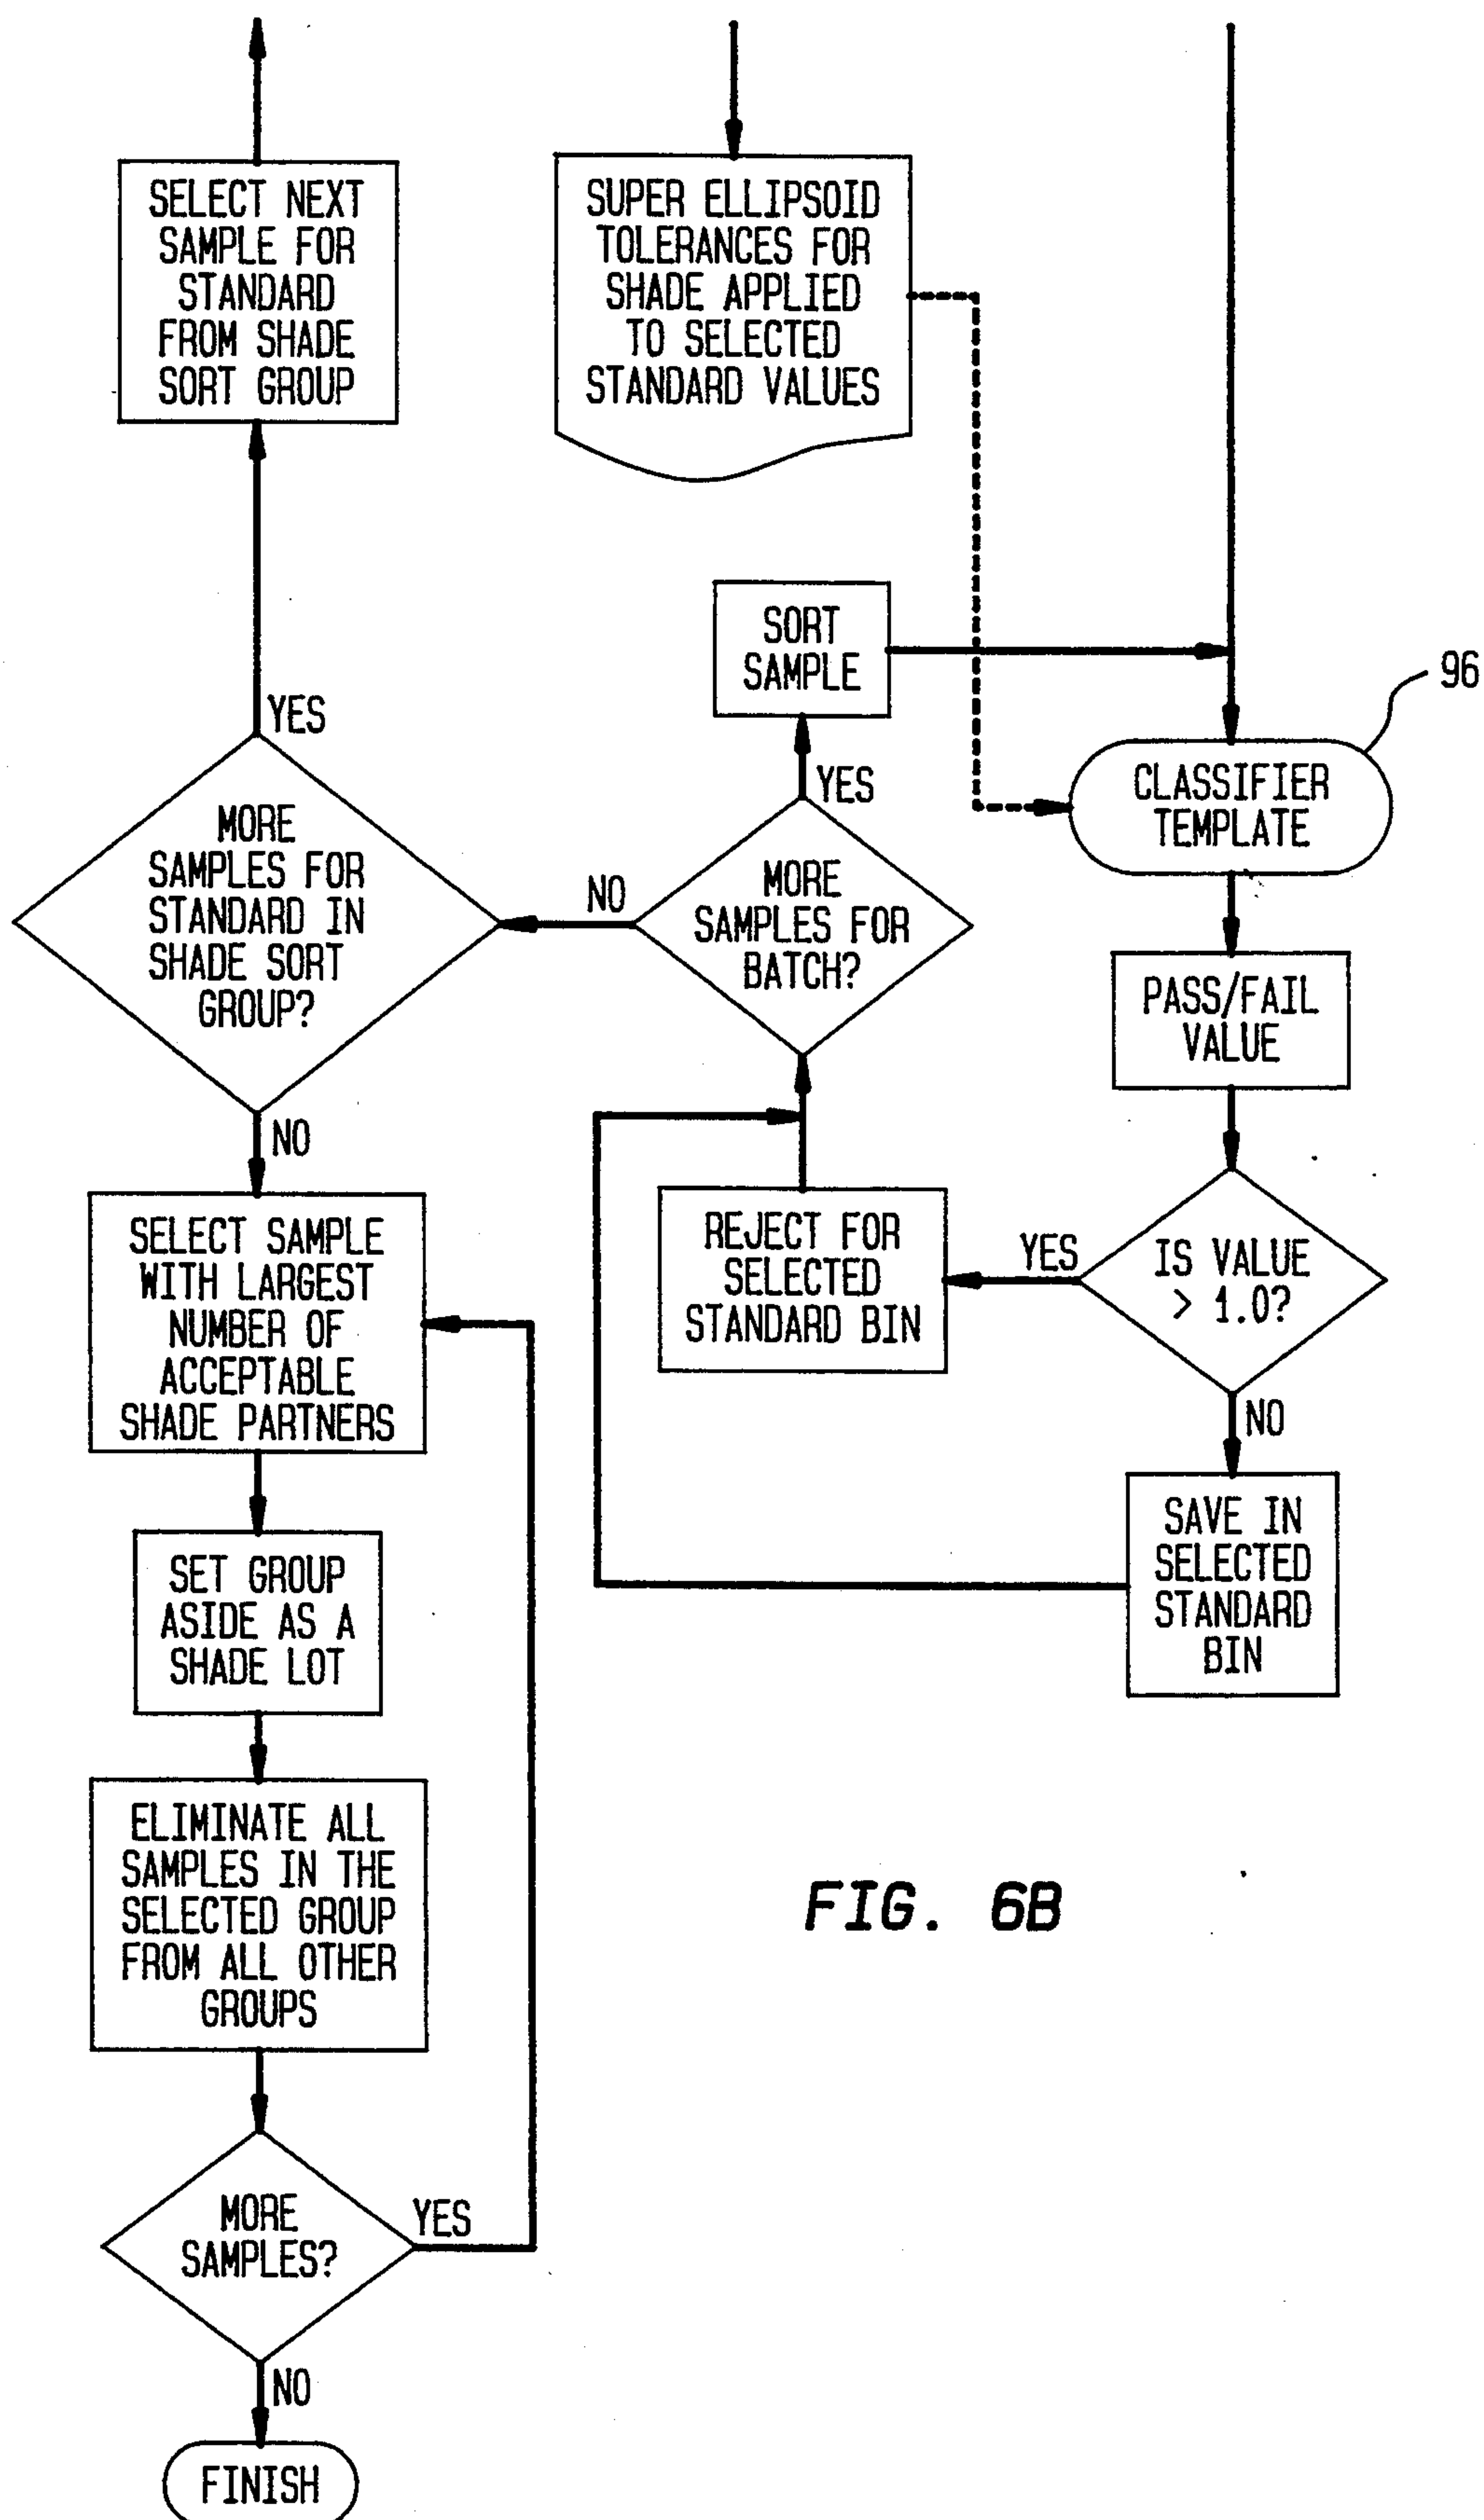 SELECT NEXT
SAMPLE FOR
STANDARD
FROM SHADE
SORT GROUP
SUPER ELLIPSOID
TOLERANCES FOR
SHADE APPLIED
TO SELECTED
STANDARD VALUES
SORT
SAMPLE
96
YES
YES
CLASSIFIER
TEMPLATE
MORE
SAMPLES FOR
STANDARD IN
SHADE SORT
GROUP?
NO
MORE
SAMPLES FOR
BATCH?
PASS/FAIL
VALUE
NO
SELECT SAMPLE
WITH LARGEST
NUMBER OF
ACCEPTABLE
SHADE PARTNERS
REJECT FOR
SELECTED
STANDARD BIN
YES
IS VALUE
> 1.0?
NO
SAVE IN
SELECTED
STANDARD
BIN
SET GROUP
ASIDE AS A
SHADE LOT
ELIMINATE ALL
SAMPLES IN THE
SELECTED GROUP
FROM ALL OTHER
GROUPS
FIG. 6B
MORE
SAMPLES?
YES
NO
FINISH